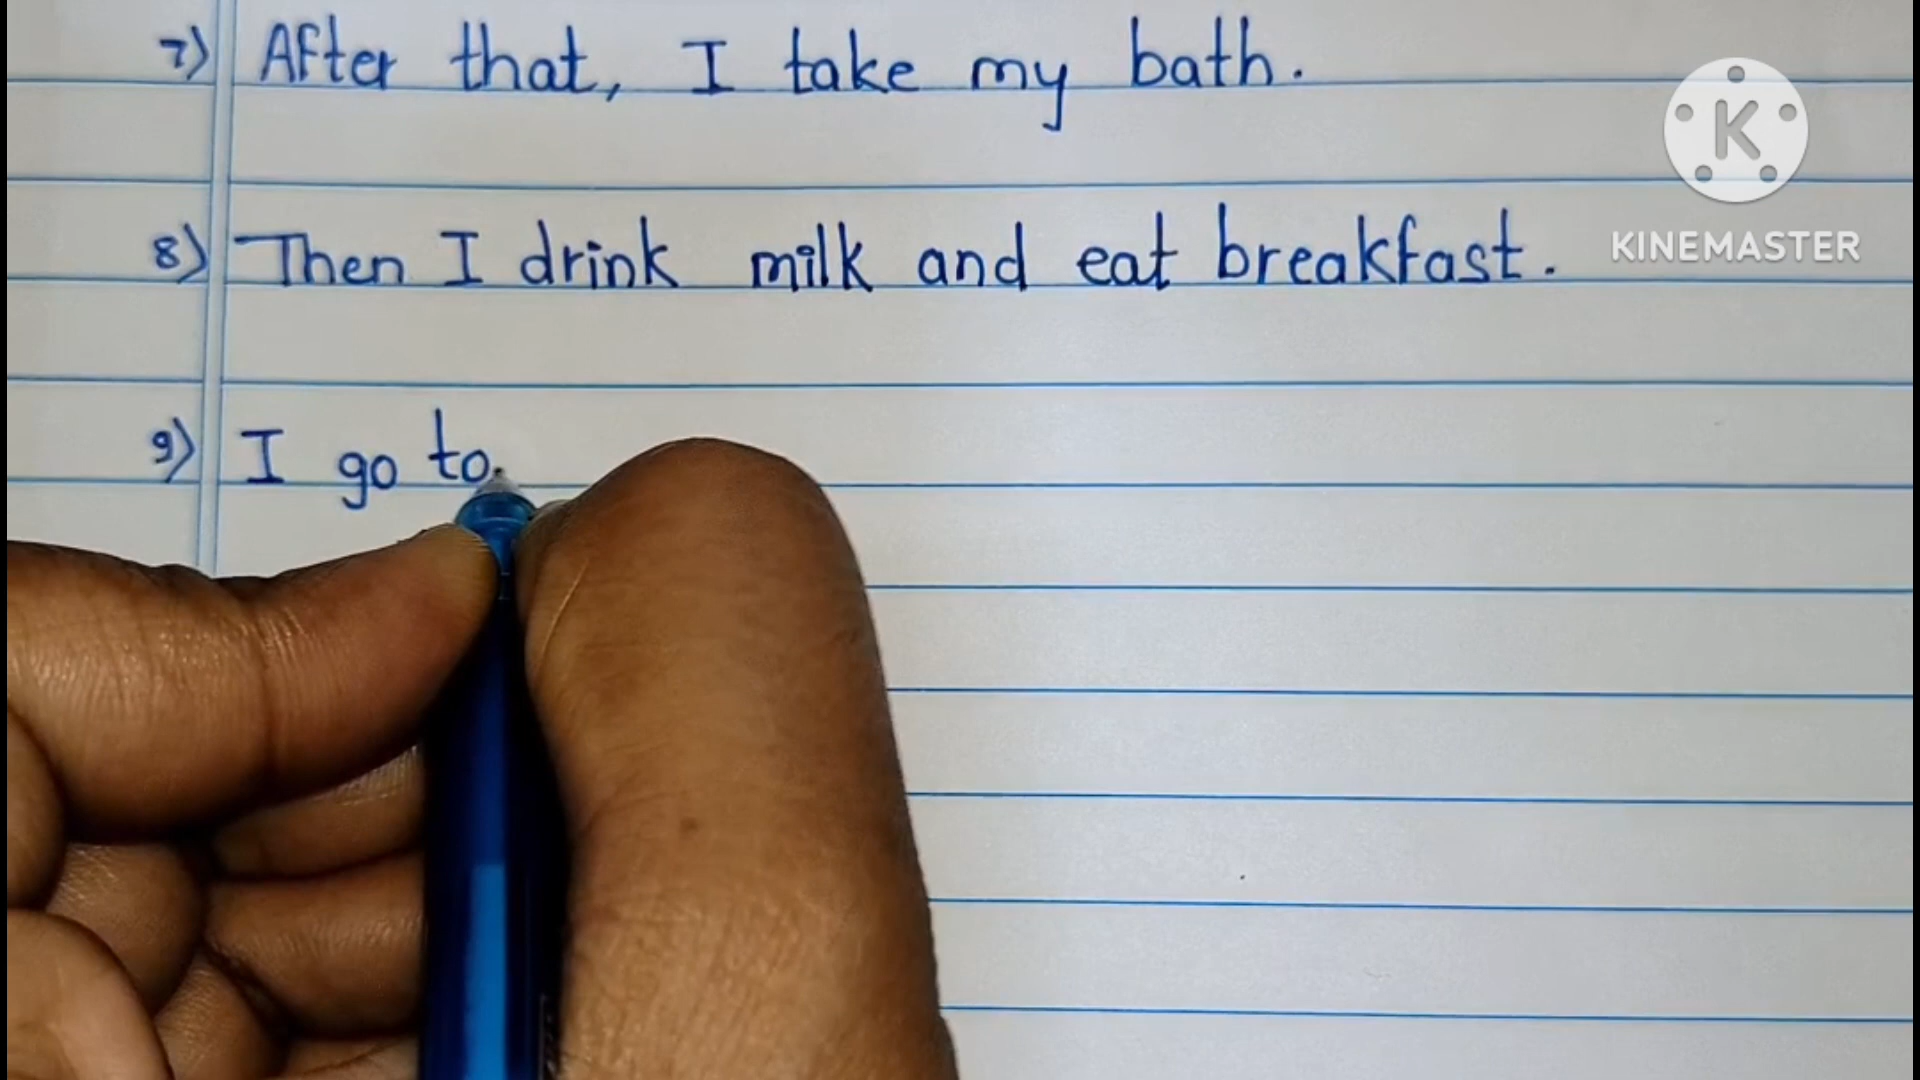 7) After that, I take my bath.
8) Then I drink milk and eat breakfast.
9) I go to
KINEMASTER